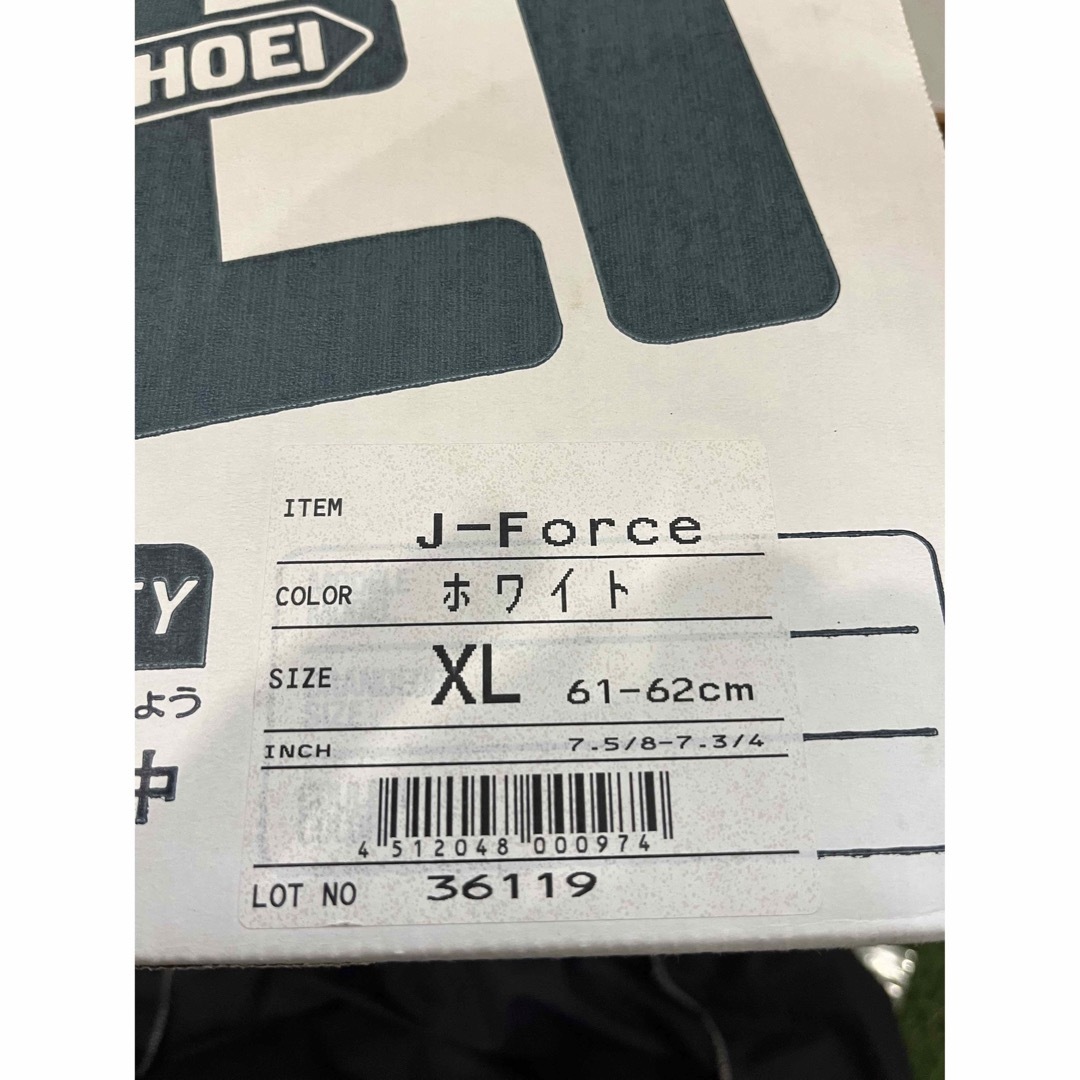 SHOEI
ITEM J-Force
COLOR ホワイト
TY
SIZE XL 61-62cm
よう
INCH 7.5/8-7.3/4
中
4 512048 000974
LOT NO 36119